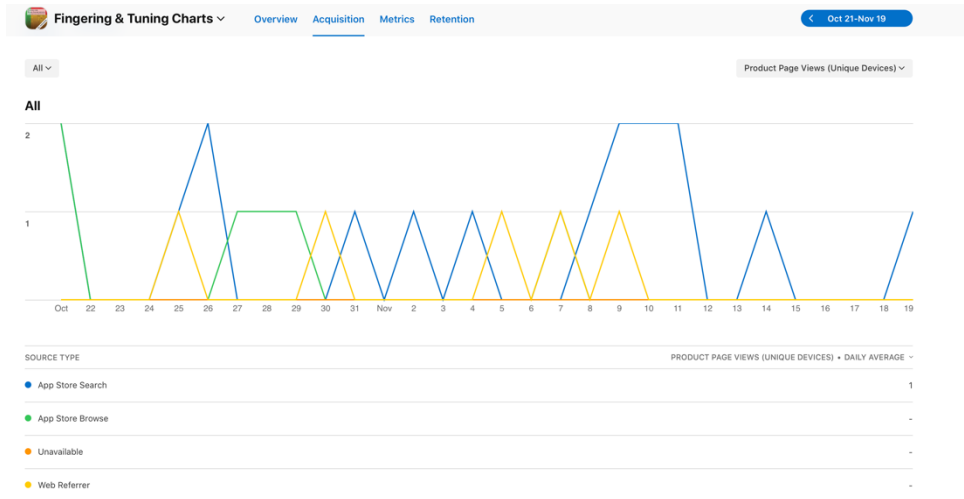 Fingering & Tuning Charts Overview Acquisition Metrics Retention Oct 21-Nov 19
All Product Page Views (Unique Devices)
All
2
1
Oct 22 23 24 25 26 27 28 29 30 31 Nov 2 3 4 5 6 7 8 9 10 11 12 13 14 15 16 17 18 19
SOURCE TYPE PRODUCT PAGE VIEWS (UNIQUE DEVICES) • DAILY AVERAGE
App Store Search 1
App Store Browse -
Unavailable -
Web Referrer -